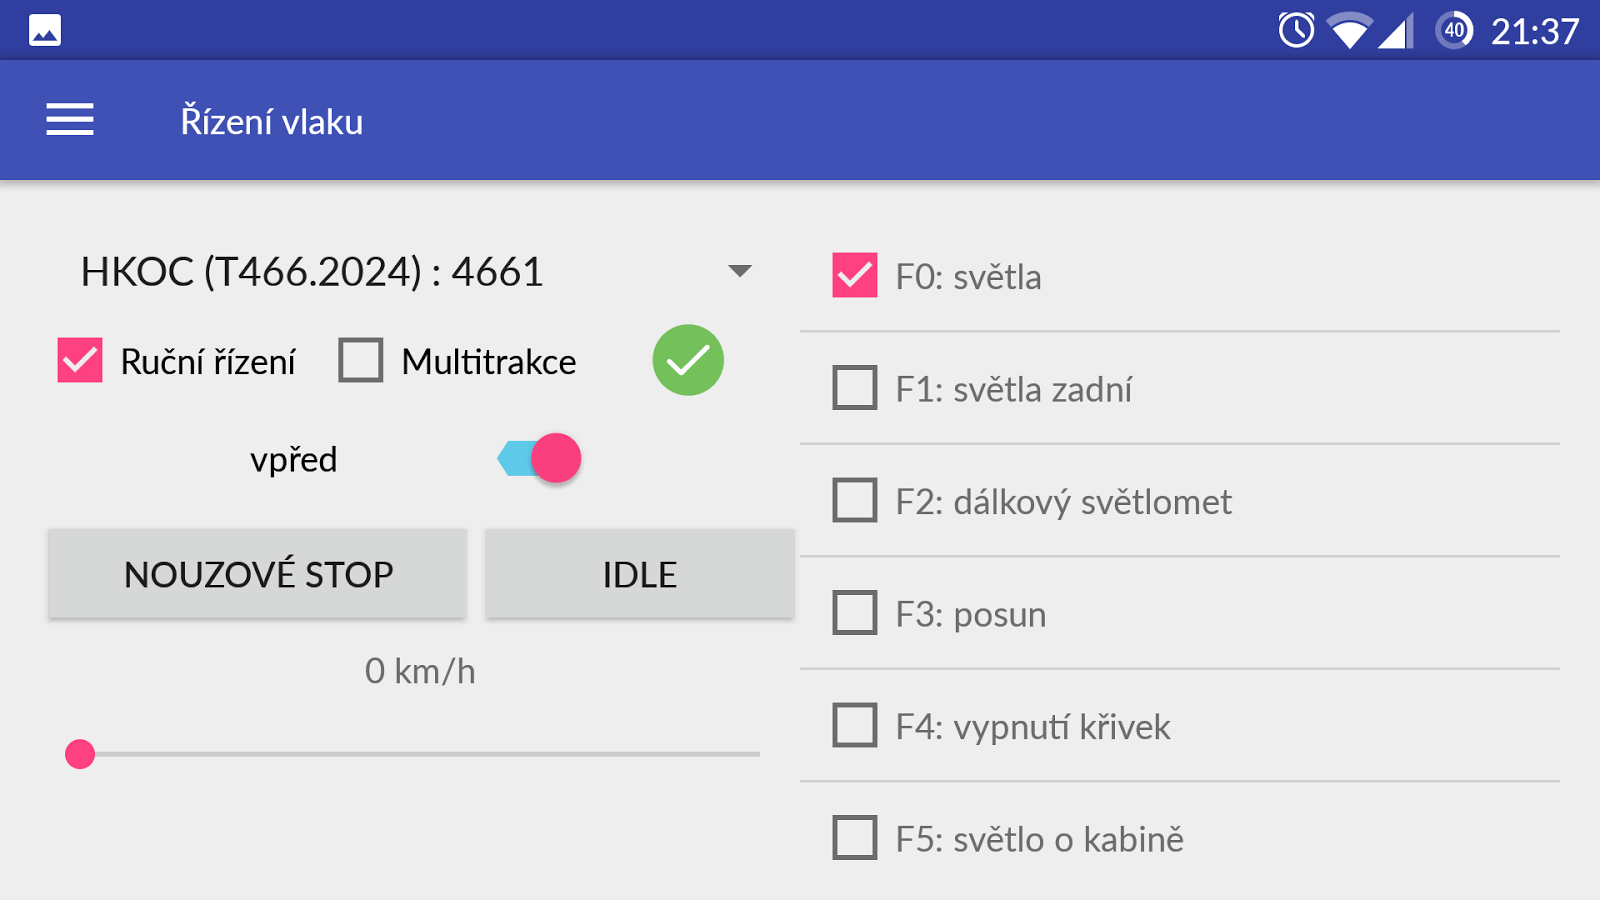 40 21:37
Řízení vlaku
HKOC (T466.2024) : 4661
Ruční řízení Multitrakce
vpřed
NOUZOVÉ STOP IDLE
0 km/h
F0: světla
F1: světla zadní
F2: dálkový světlomet
F3: posun
F4: vypnutí křivek
F5: světlo o kabině